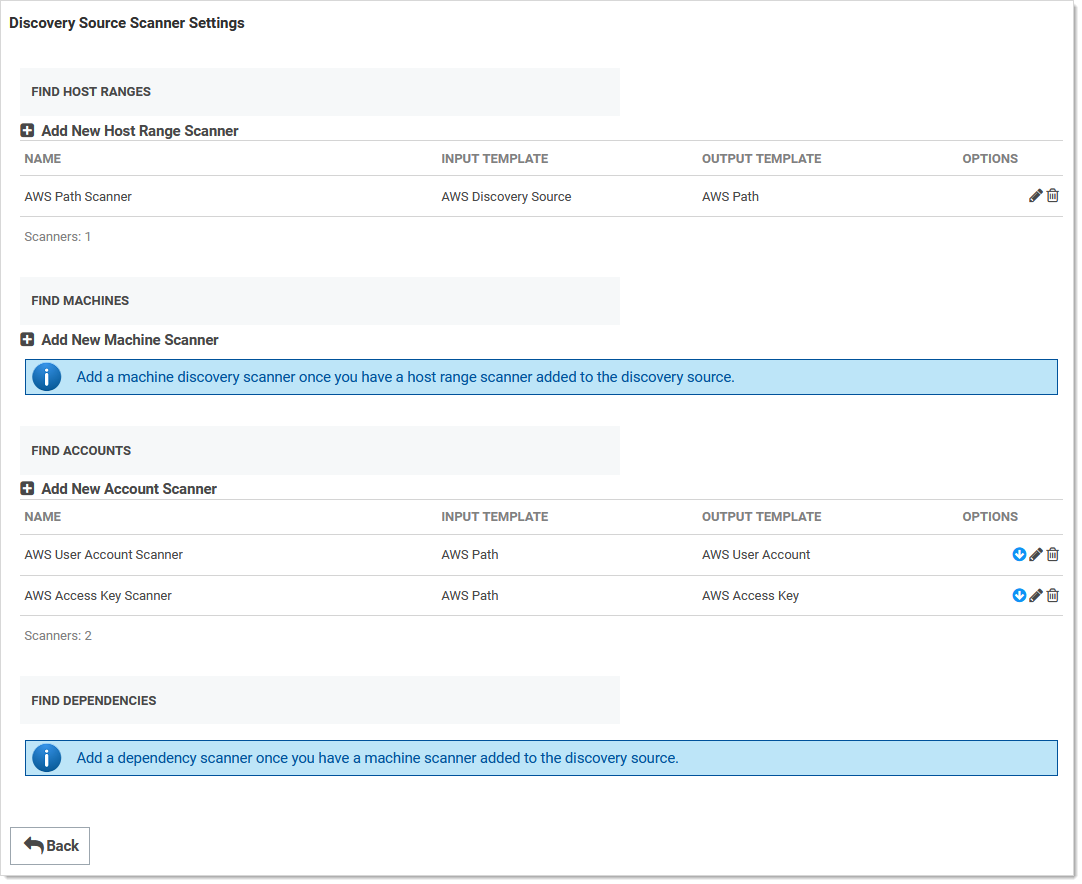 Discovery Source Scanner Settings
FIND HOST RANGES
Add New Host Range Scanner
NAME INPUT TEMPLATE OUTPUT TEMPLATE OPTIONS
AWS Path Scanner AWS Discovery Source AWS Path
Scanners: 1
FIND MACHINES
Add New Machine Scanner
Add a machine discovery scanner once you have a host range scanner added to the discovery source.
FIND ACCOUNTS
Add New Account Scanner
NAME INPUT TEMPLATE OUTPUT TEMPLATE OPTIONS
AWS User Account Scanner AWS Path AWS User Account
AWS Access Key Scanner AWS Path AWS Access Key
Scanners: 2
FIND DEPENDENCIES
Add a dependency scanner once you have a machine scanner added to the discovery source.
Back